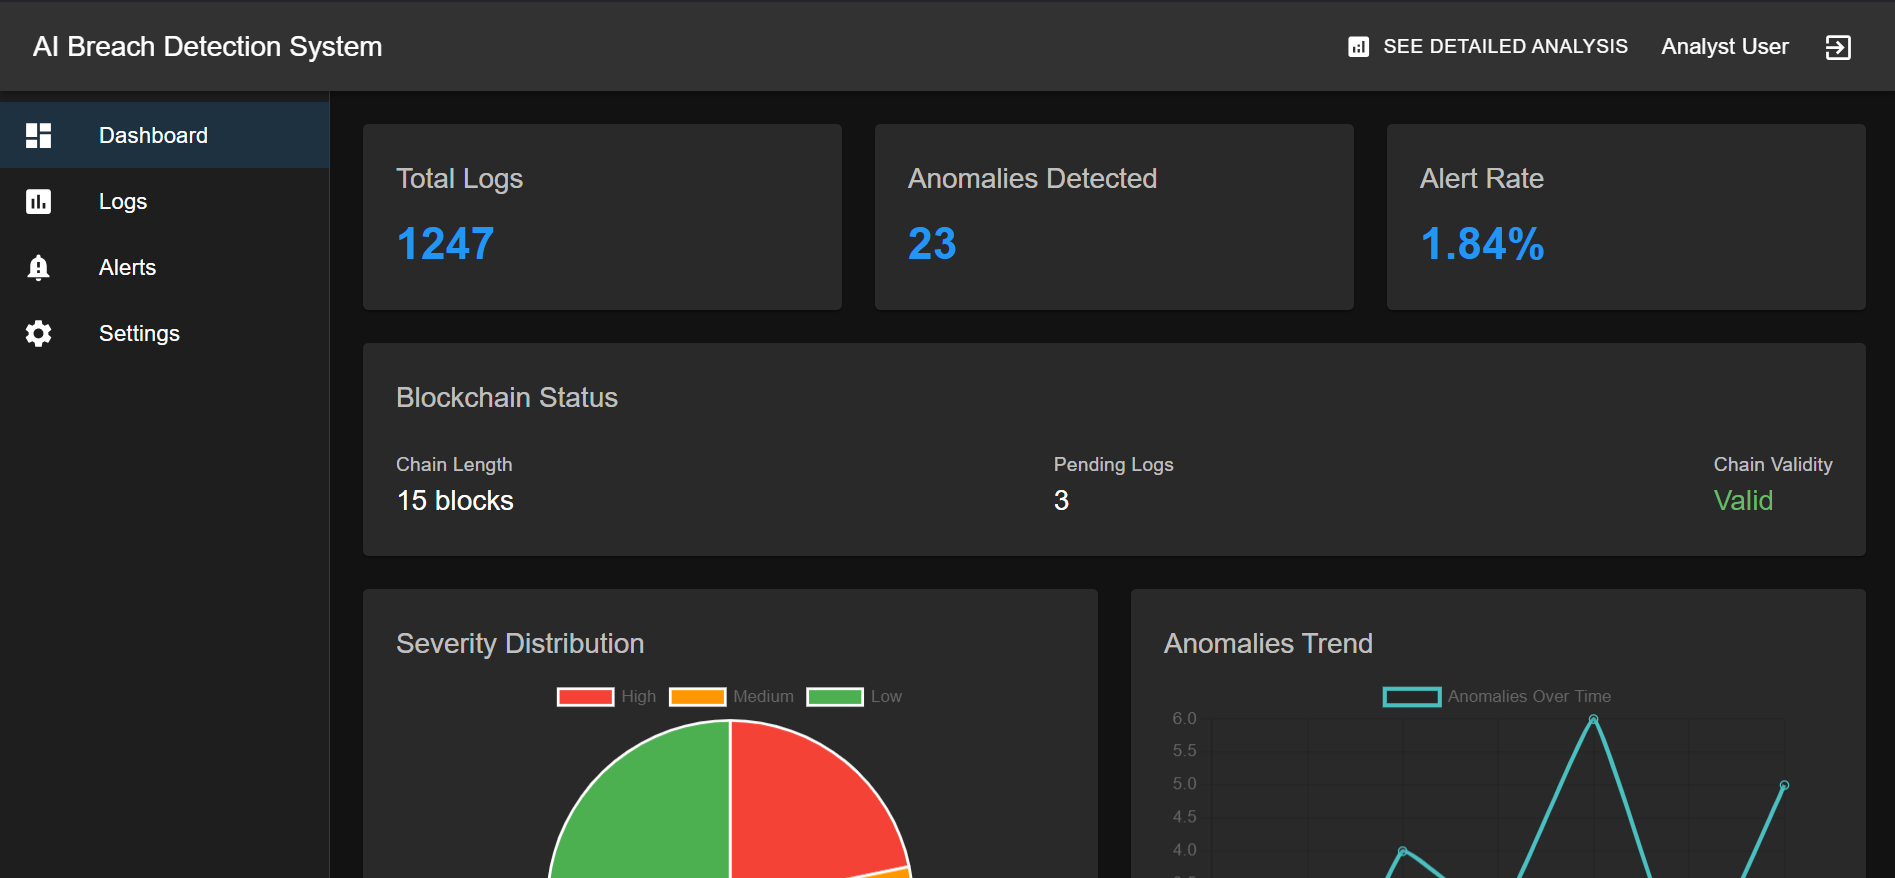 AI Breach Detection System
SEE DETAILED ANALYSIS
Analyst User
Dashboard
Logs
Alerts
Settings
Total Logs
1247
Anomalies Detected
23
Alert Rate
1.84%
Blockchain Status
Chain Length
15 blocks
Pending Logs
3
Chain Validity
Valid
Severity Distribution
High
Medium
Low
Anomalies Trend
Anomalies Over Time
6.0
5.5
5.0
4.5
4.0